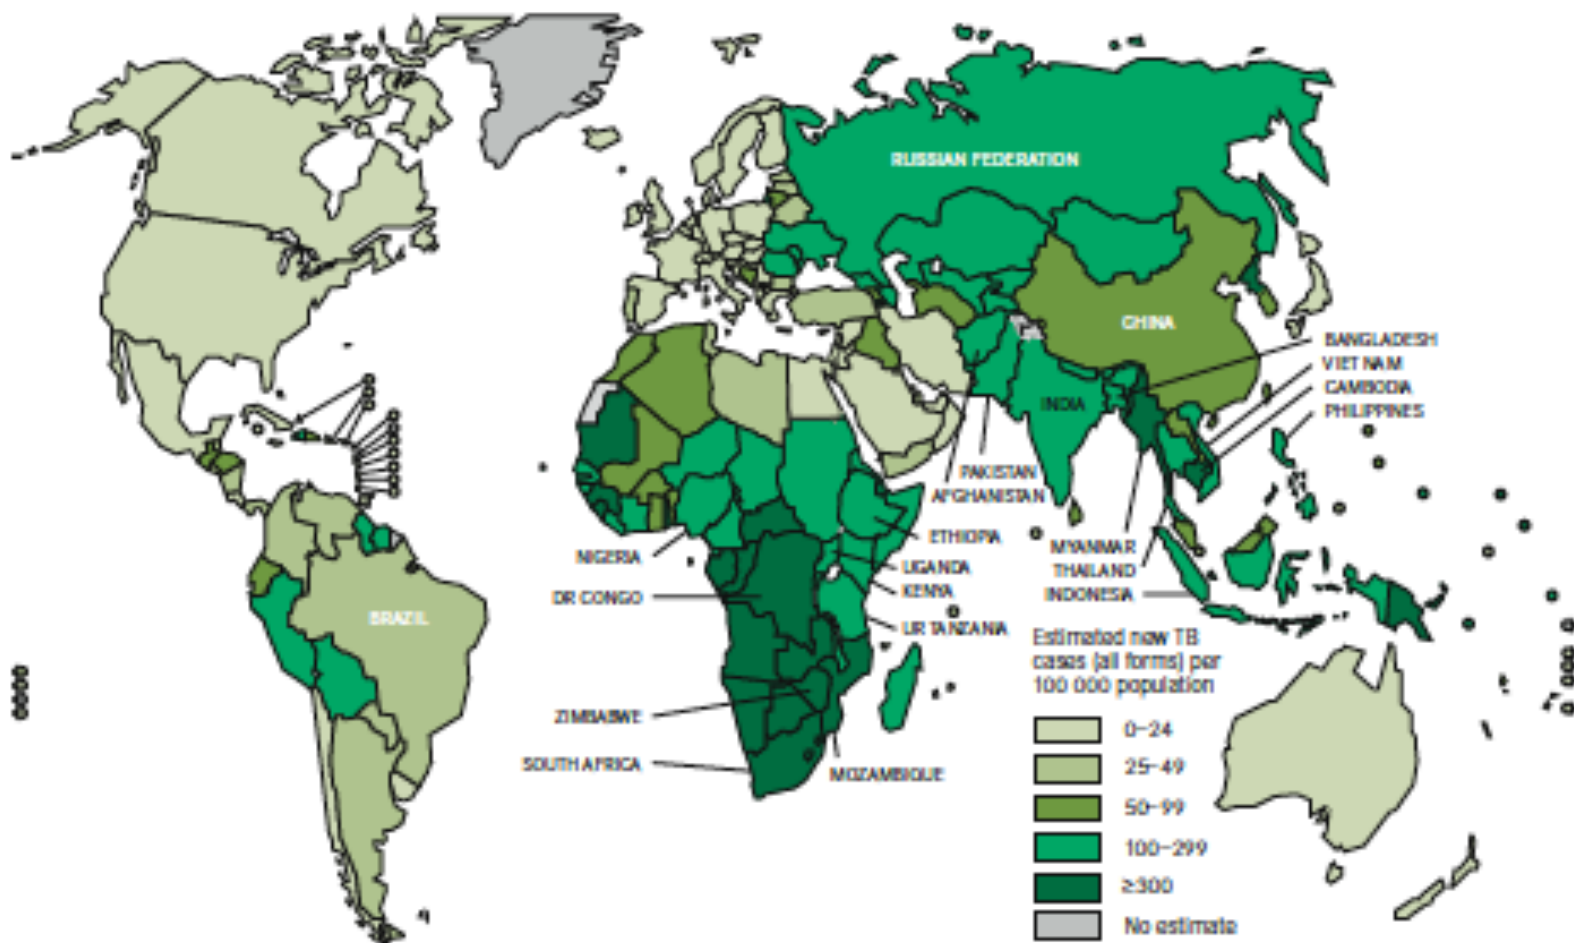 RUSSIAN FEDERATION
CHINA
BANGLADESH
VIET NAM
CAMBODIA
PHILIPPINES
INDIA
PAKISTAN
AFGHANISTAN
ETHIOPIA
NIGERIA
UGANDA
MYANMAR
THAILAND
KENYA
DR CONGO
INDONESIA
BRAZIL
UR TANZANIA
ZIMBABWE
SOUTH AFRICA
MOZAMBIQUE
Estimated new TB
cases (all forms) per
100 000 population
0–24
25–49
50–99
100–299
≥300
No estimate